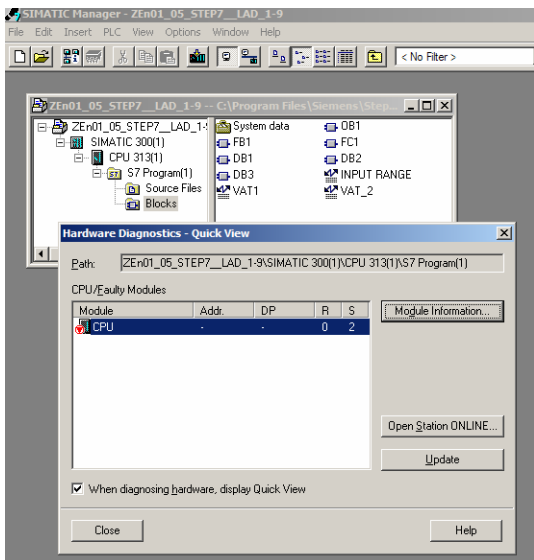 SIMATIC Manager - ZEn01_05_STEP7__LAD_1-9
File Edit Insert PLC View Options Window Help
< No Filter >
ZEn01_05_STEP7__LAD_1-9 -- C:\Program Files\Siemens\Step...
ZEn01_05_STEP7__LAD_1-9
SIMATIC 300(1)
CPU 313(1)
S7 Program(1)
Source Files
Blocks
System data OB1
FB1 FC1
DB1 DB2
DB3 INPUT RANGE
VAT1 VAT_2
Hardware Diagnostics - Quick View
Path: ZEn01_05_STEP7__LAD_1-9\SIMATIC 300(1)\CPU 313(1)\S7 Program(1)
CPU/Faulty Modules
Module Addr. DP R S
CPU - - 0 2
Module Information...
Open Station ONLINE...
Update
When diagnosing hardware, display Quick View
Close Help